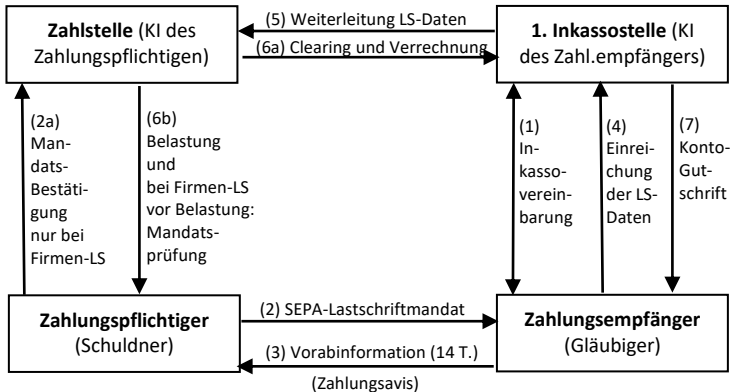 Zahlstelle (KI des
Zahlungspflichtigen)
(5) Weiterleitung LS-Daten
(6a) Clearing und Verrechnung
1. Inkassostelle (KI
des Zahl.empfängers)
(2a)
Man-
dats-
Bestäti-
gung
nur bei
Firmen-LS
(6b)
Belastung
und
bei Firmen-LS
vor Belastung:
Mandats-
prüfung
(1)
In-
kasso-
verein-
barung
(4)
Einrei-
chung
der LS-
Daten
(7)
Konto-
Gut-
schrift
Zahlungspflichtiger
(Schuldner)
(2) SEPA-Lastschriftmandat
(3) Vorabinformation (14 T.)
(Zahlungsavis)
Zahlungsempfänger
(Gläubiger)